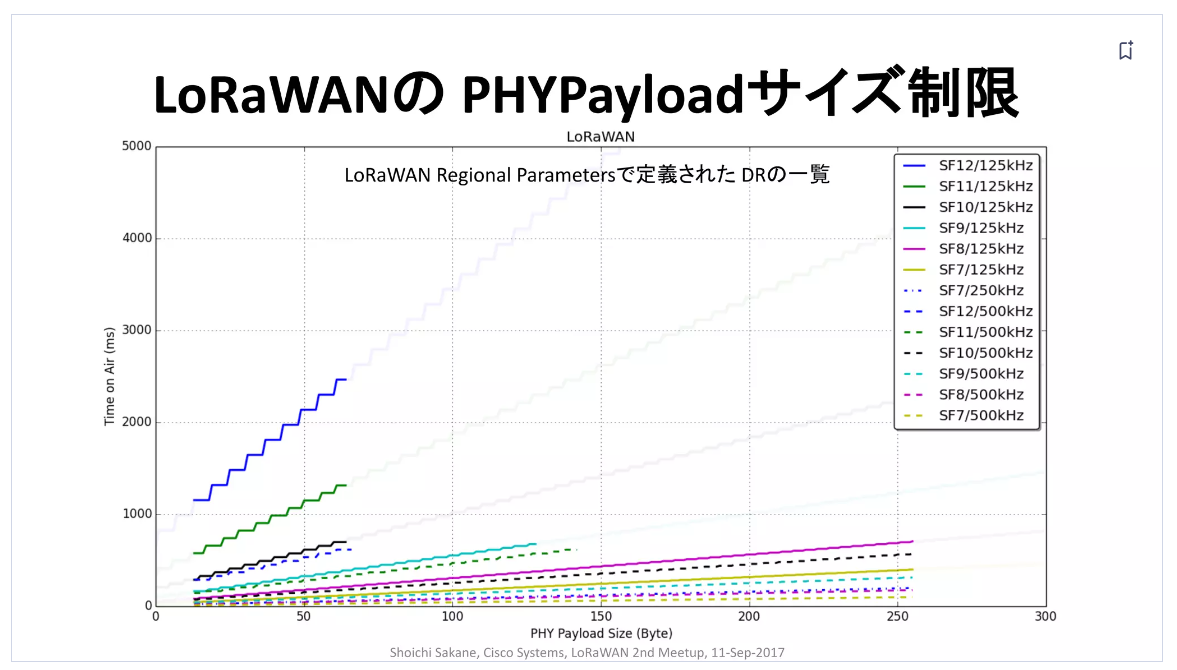 LoRaWANの PHYPayloadサイズ制限
LoRaWAN
LoRaWAN Regional Parametersで定義された DRの一覧
5000
4000
3000
2000
1000
0
Time on Air (ms)
SF12/125kHz
SF11/125kHz
SF10/125kHz
SF9/125kHz
SF8/125kHz
SF7/125kHz
SF7/250kHz
SF12/500kHz
SF11/500kHz
SF10/500kHz
SF9/500kHz
SF8/500kHz
SF7/500kHz
0 50 100 150 200 250 300
PHY Payload Size (Byte)
Shoichi Sakane, Cisco Systems, LoRaWAN 2nd Meetup, 11-Sep-2017